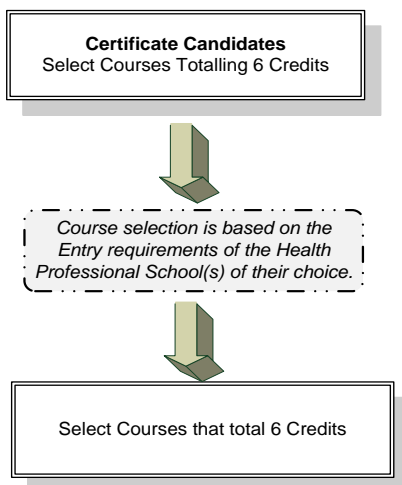 Certificate Candidates
Select Courses Totalling 6 Credits
Course selection is based on the
Entry requirements of the Health
Professional School(s) of their choice.
Select Courses that total 6 Credits